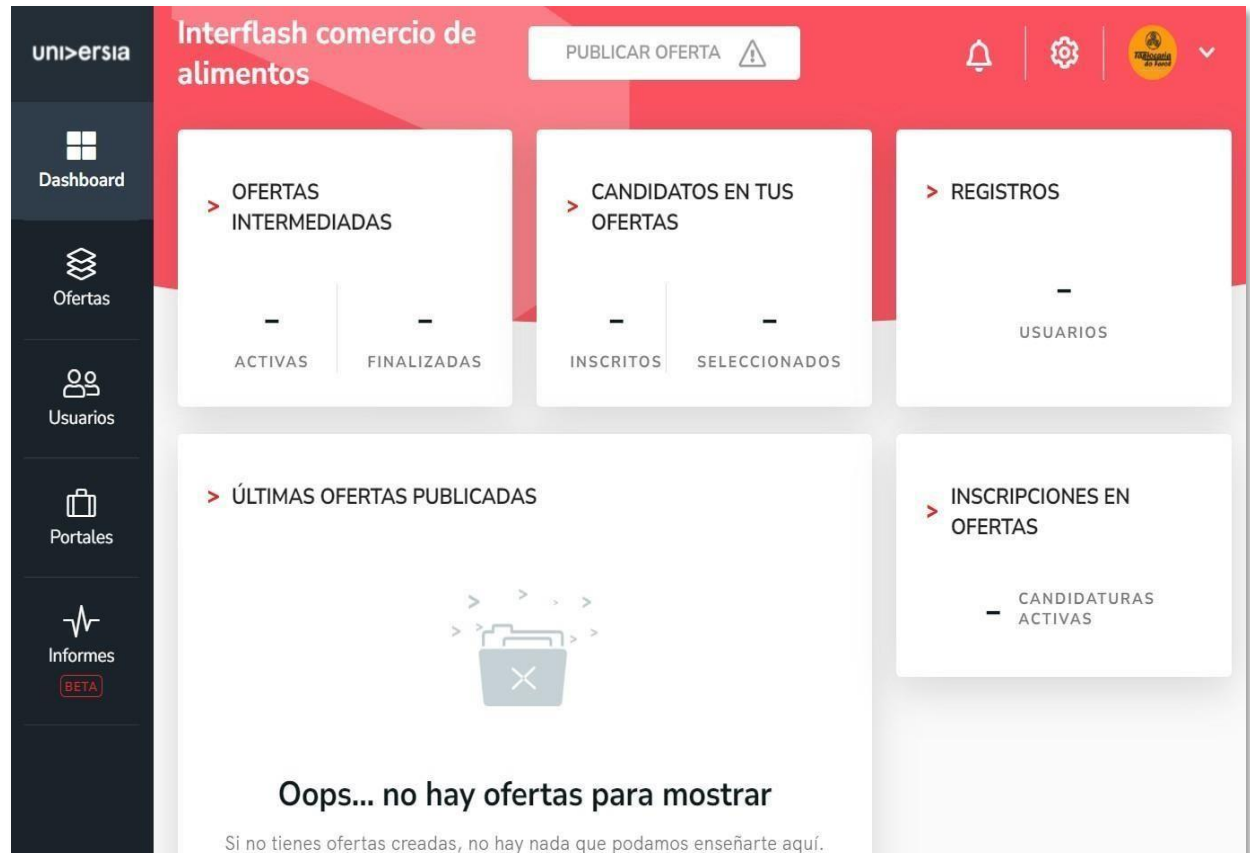 unı>ersıa
Interflash comercio de
alimentos
PUBLICAR OFERTA
Dashboard
Ofertas
Usuarios
Portales
Informes
BETA
> OFERTAS
INTERMEDIADAS
-
ACTIVAS
-
FINALIZADAS
> CANDIDATOS EN TUS
OFERTAS
-
INSCRITOS
-
SELECCIONADOS
> REGISTROS
-
USUARIOS
> ÚLTIMAS OFERTAS PUBLICADAS
Oops... no hay ofertas para mostrar
Si no tienes ofertas creadas, no hay nada que podamos enseñarte aquí.
> INSCRIPCIONES EN
OFERTAS
- CANDIDATURAS
ACTIVAS